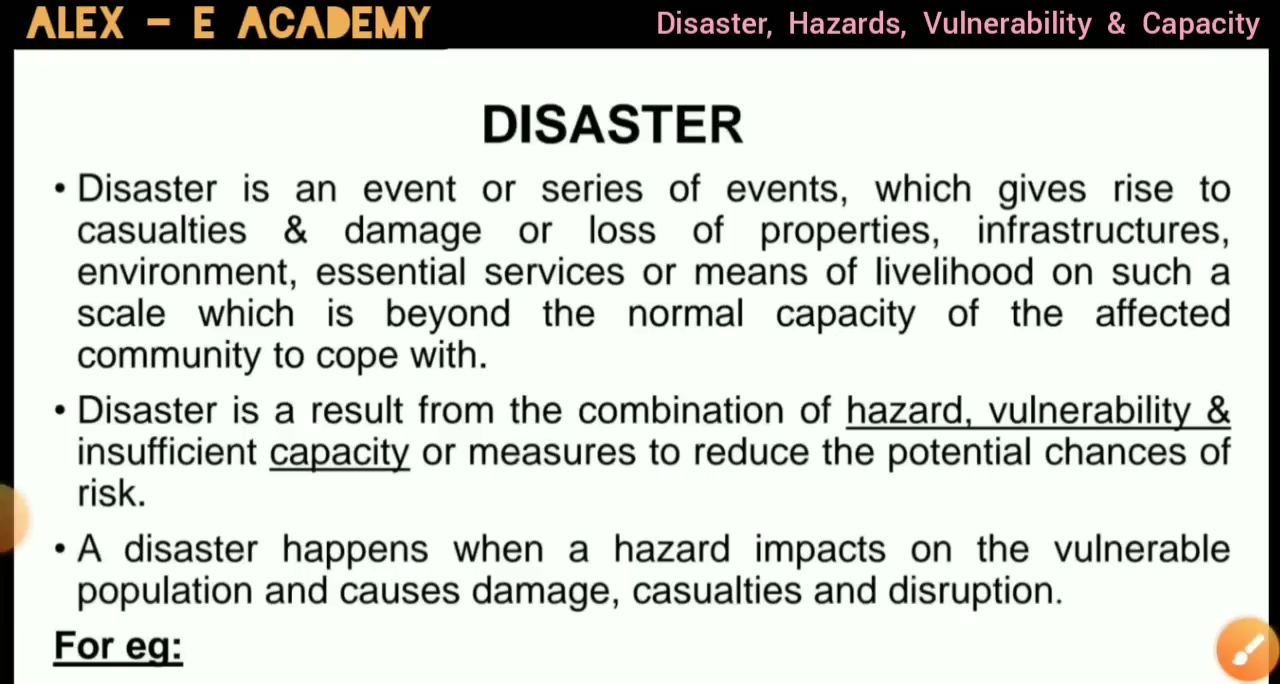 ALEX - E ACADEMY
Disaster, Hazards, Vulnerability & Capacity
DISASTER
• Disaster is an event or series of events, which gives rise to
casualties & damage or loss of properties, infrastructures,
environment, essential services or means of livelihood on such a
scale which is beyond the normal capacity of the affected
community to cope with.
• Disaster is a result from the combination of hazard, vulnerability &
insufficient capacity or measures to reduce the potential chances of
risk.
• A disaster happens when a hazard impacts on the vulnerable
population and causes damage, casualties and disruption.
For eg: